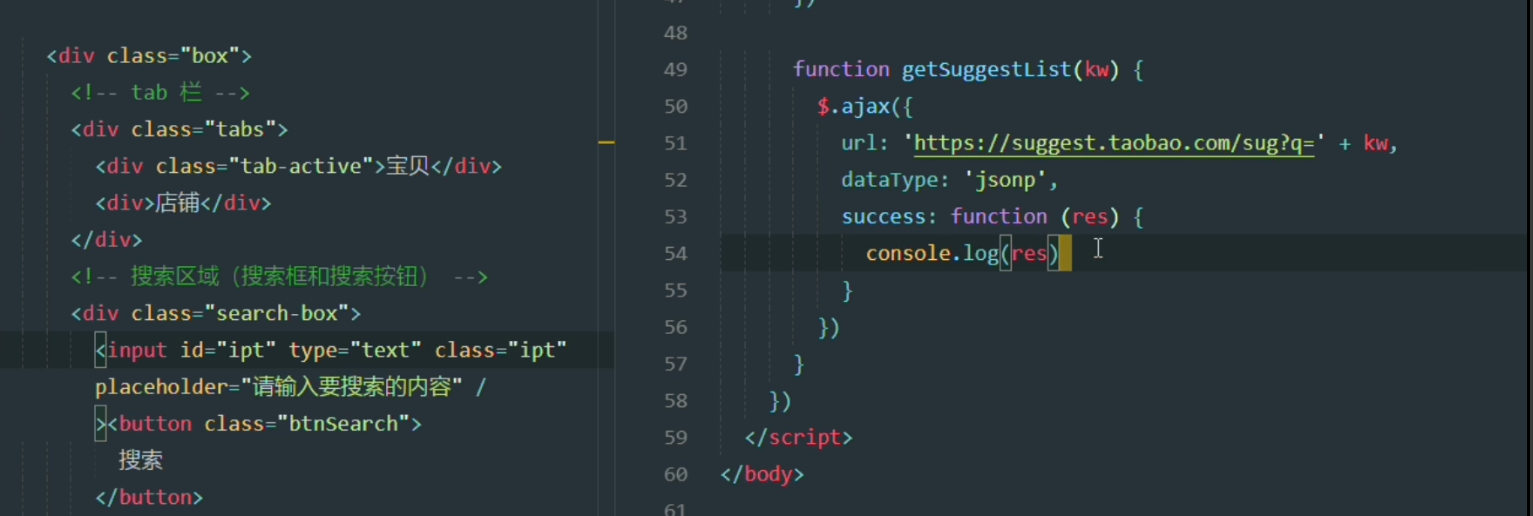 <div class="box">
<!-- tab 栏 -->
<div class="tabs">
<div class="tab-active">宝贝</div>
<div>店铺</div>
</div>
<!-- 搜索区域（搜索框和搜索按钮） -->
<div class="search-box">
<input id="ipt" type="text" class="ipt"
placeholder="请输入要搜索的内容" /
><button class="btnSearch">
搜索
</button>
47 })
48
49 function getSuggestList(kw) {
50 $.ajax({
51 url: 'https://suggest.taobao.com/sug?q=' + kw,
52 dataType: 'jsonp',
53 success: function (res) {
54 console.log(res)
55 }
56 })
57 }
58 })
59 </script>
60 </body>
61